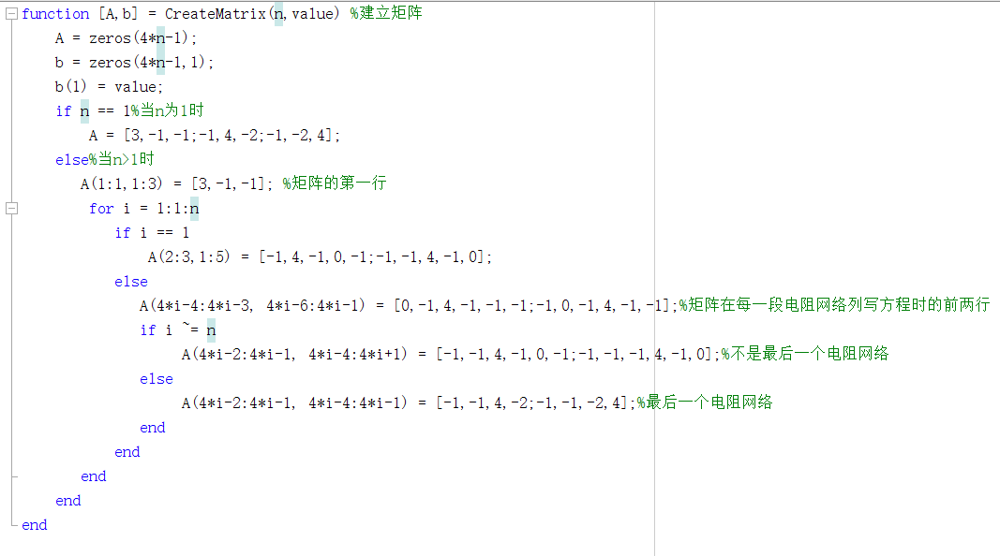 function [A,b] = CreateMatrix(n,value) %建立矩阵
A = zeros(4*n-1);
b = zeros(4*n-1,1);
b(1) = value;
if n == 1%当n为1时
A = [3,-1,-1;-1,4,-2;-1,-2,4];
else%当n>1时
A(1:1,1:3) = [3,-1,-1]; %矩阵的第一行
for i = 1:1:n
if i == 1
A(2:3,1:5) = [-1,4,-1,0,-1;-1,-1,4,-1,0];
else
A(4*i-4:4*i-3, 4*i-6:4*i-1) = [0,-1,4,-1,-1,-1;-1,0,-1,4,-1,-1];%矩阵在每一段电阻网络列写方程时的前两行
if i ~= n
A(4*i-2:4*i-1, 4*i-4:4*i+1) = [-1,-1,4,-1,0,-1;-1,-1,-1,4,-1,0];%不是最后一个电阻网络
else
A(4*i-2:4*i-1, 4*i-4:4*i-1) = [-1,-1,4,-2;-1,-1,-2,4];%最后一个电阻网络
end
end
end
end
end